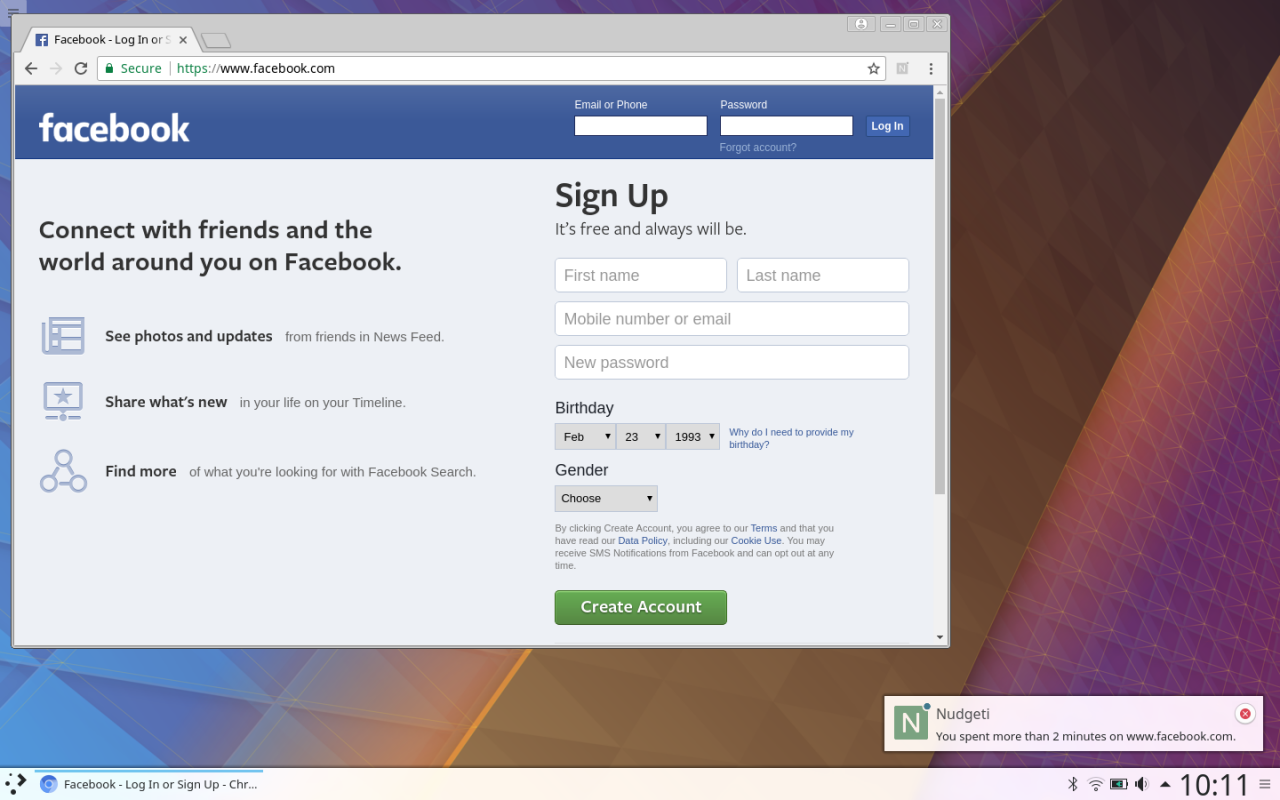 Facebook - Log In or S
Secure https://www.facebook.com
facebook
Email or Phone
Password
Log In
Forgot account?
Connect with friends and the
world around you on Facebook.
See photos and updates from friends in News Feed.
Share what's new in your life on your Timeline.
Find more of what you're looking for with Facebook Search.
Sign Up
It's free and always will be.
First name
Last name
Mobile number or email
New password
Birthday
Feb 23 1993
Why do I need to provide my
birthday?
Gender
Choose
By clicking Create Account, you agree to our Terms and that you
have read our Data Policy, including our Cookie Use. You may
receive SMS Notifications from Facebook and can opt out at any
time.
Create Account
N
Nudgeti
You spent more than 2 minutes on www.facebook.com.
Facebook - Log In or Sign Up - Chr...
10:11